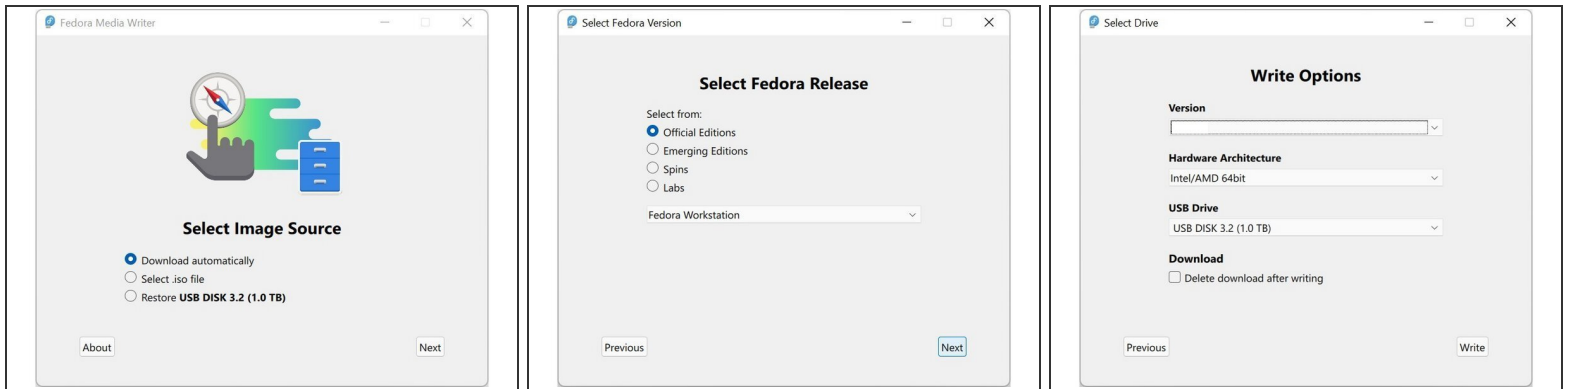 Fedora Media Writer
Select Image Source
Download automatically
Select .iso file
Restore USB DISK 3.2 (1.0 TB)
About
Next
Select Fedora Version
Select Fedora Release
Select from:
Official Editions
Emerging Editions
Spins
Labs
Fedora Workstation
Previous
Next
Select Drive
Write Options
Version
Hardware Architecture
Intel/AMD 64bit
USB Drive
USB DISK 3.2 (1.0 TB)
Download
Delete download after writing
Previous
Write